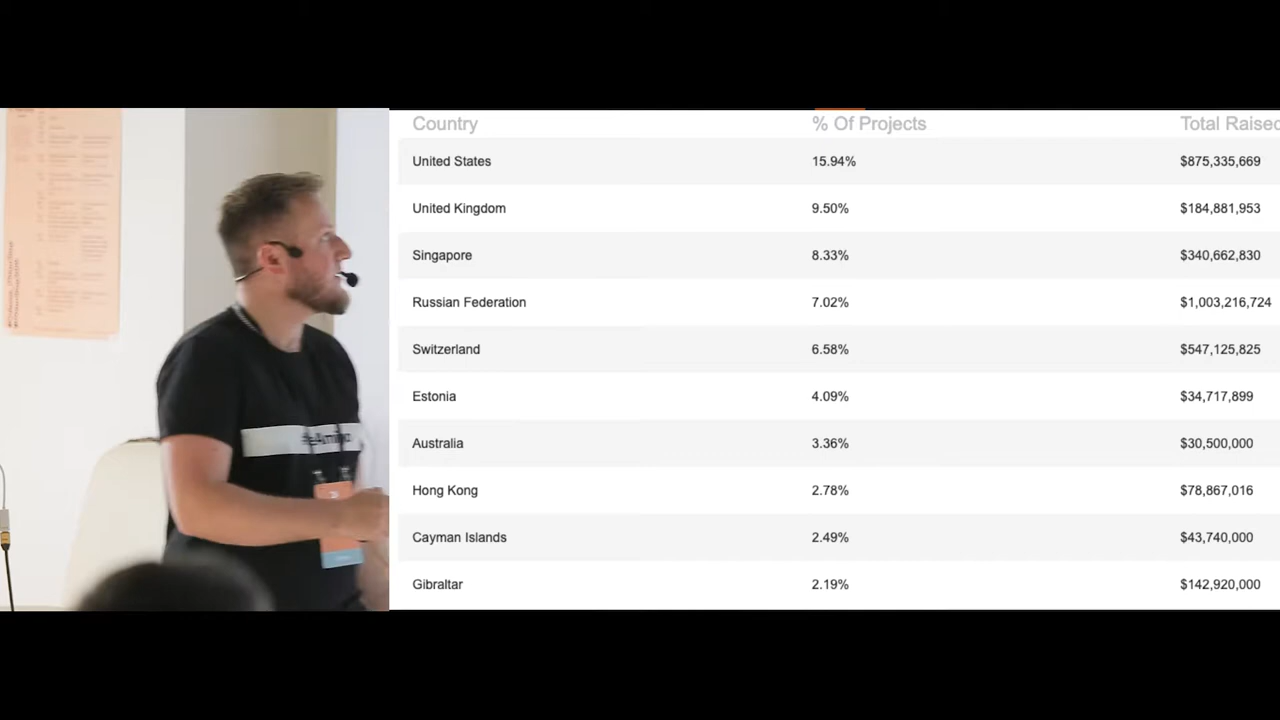 Country % Of Projects Total Raised
United States 15.94% $875,335,669
United Kingdom 9.50% $184,881,953
Singapore 8.33% $340,662,830
Russian Federation 7.02% $1,003,216,724
Switzerland 6.58% $547,125,825
Estonia 4.09% $34,717,899
Australia 3.36% $30,500,000
Hong Kong 2.78% $78,867,016
Cayman Islands 2.49% $43,740,000
Gibraltar 2.19% $142,920,000